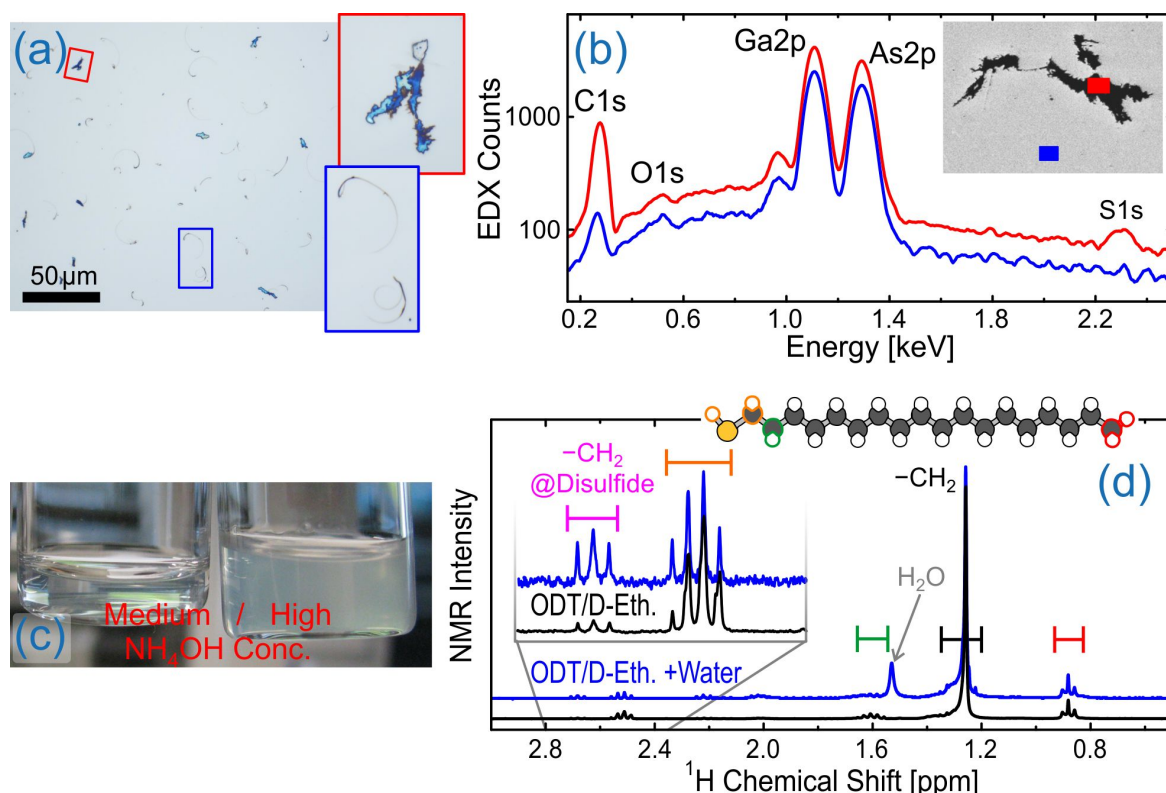 (a)
50µm
(b)
EDX Counts
1000
100
C1s
O1s
Ga2p
As2p
S1s
0.2
0.6
1.0
1.4
1.8
2.2
Energy [keV]
(c)
Medium / High
NH₄OH Conc.
(d)
NMR Intensity
−CH₂
@Disulfide
ODT/D-Eth.
ODT/D-Eth. +Water
−CH₂
H₂O
2.8
2.4
2.0
1.6
1.2
0.8
¹H Chemical Shift [ppm]